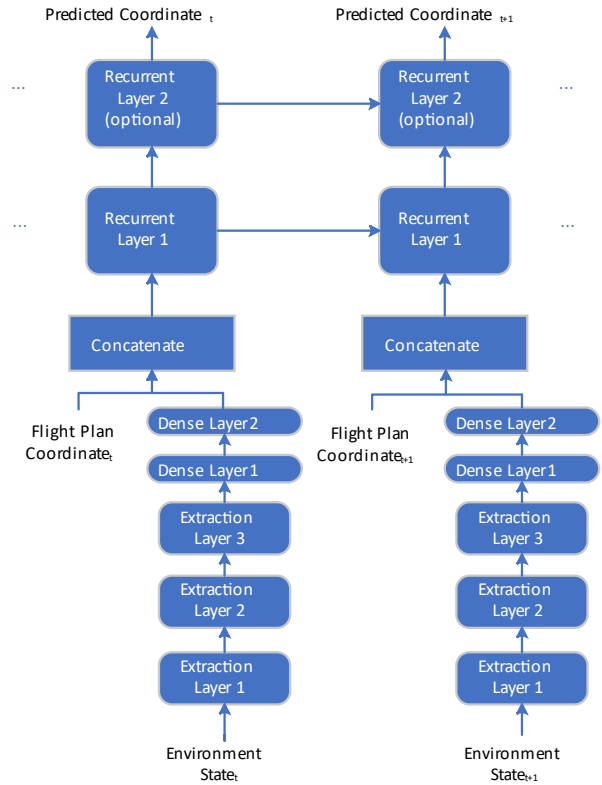 Predicted Coordinate t
Predicted Coordinate t+1
Recurrent
Layer 2
(optional)
Recurrent
Layer 2
(optional)
...
...
Recurrent
Layer 1
Recurrent
Layer 1
...
...
Concatenate
Concatenate
Flight Plan
Coordinatet
Dense Layer2
Flight Plan
Coordinatet+1
Dense Layer2
Dense Layer1
Dense Layer1
Extraction
Layer 3
Extraction
Layer 3
Extraction
Layer 2
Extraction
Layer 2
Extraction
Layer 1
Extraction
Layer 1
Environment
Statet
Environment
Statet+1